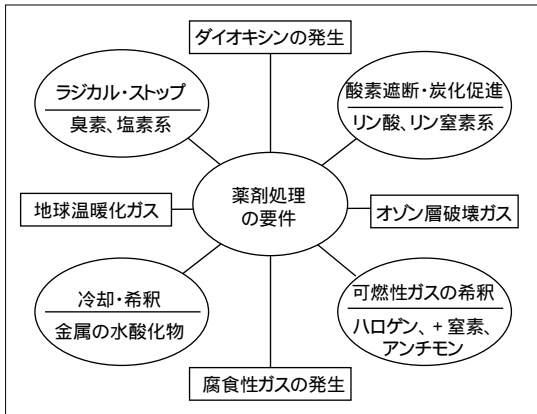 ダイオキシンの発生
ラジカル・ストップ
臭素、塩素系
酸素遮断・炭化促進
リン酸、リン窒素系
薬剤処理
の要件
地球温暖化ガス
オゾン層破壊ガス
冷却・希釈
金属の水酸化物
可燃性ガスの希釈
ハロゲン、+窒素、
アンチモン
腐食性ガスの発生